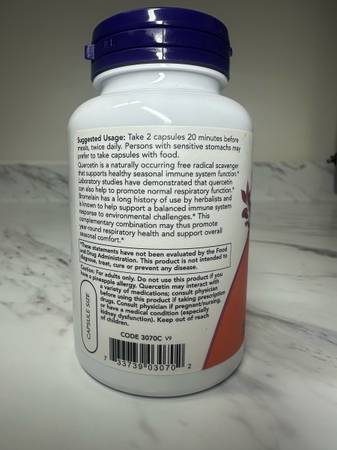 Suggested Usage: Take 2 capsules 20 minutes before
meals, twice daily. Persons with sensitive stomachs may
prefer to take capsules with food.
Quercetin is a naturally occurring free radical scavenger
that supports healthy seasonal immune system function.*
Laboratory studies have demonstrated that quercetin
can also help to promote normal respiratory function.*
Bromelain has a long history of use by herbalists and
is known to help support a balanced immune system
response to environmental challenges.* This
complementary combination may thus promote
year-round respiratory health and support overall
seasonal comfort.*
*These statements have not been evaluated by the Food
and Drug Administration. This product is not intended to
diagnose, treat, cure or prevent any disease.
Caution: For adults only. Do not use this product if you
have a pineapple allergy. Quercetin may interact with
a variety of medications; consult physician
before using this product if taking prescription
drugs. Consult physician if pregnant/nursing,
or have a medical condition (especially
kidney dysfunction). Keep out of reach
of children.
CAPSULE SIZE
CODE 3070C V9
7 33739 03070 2